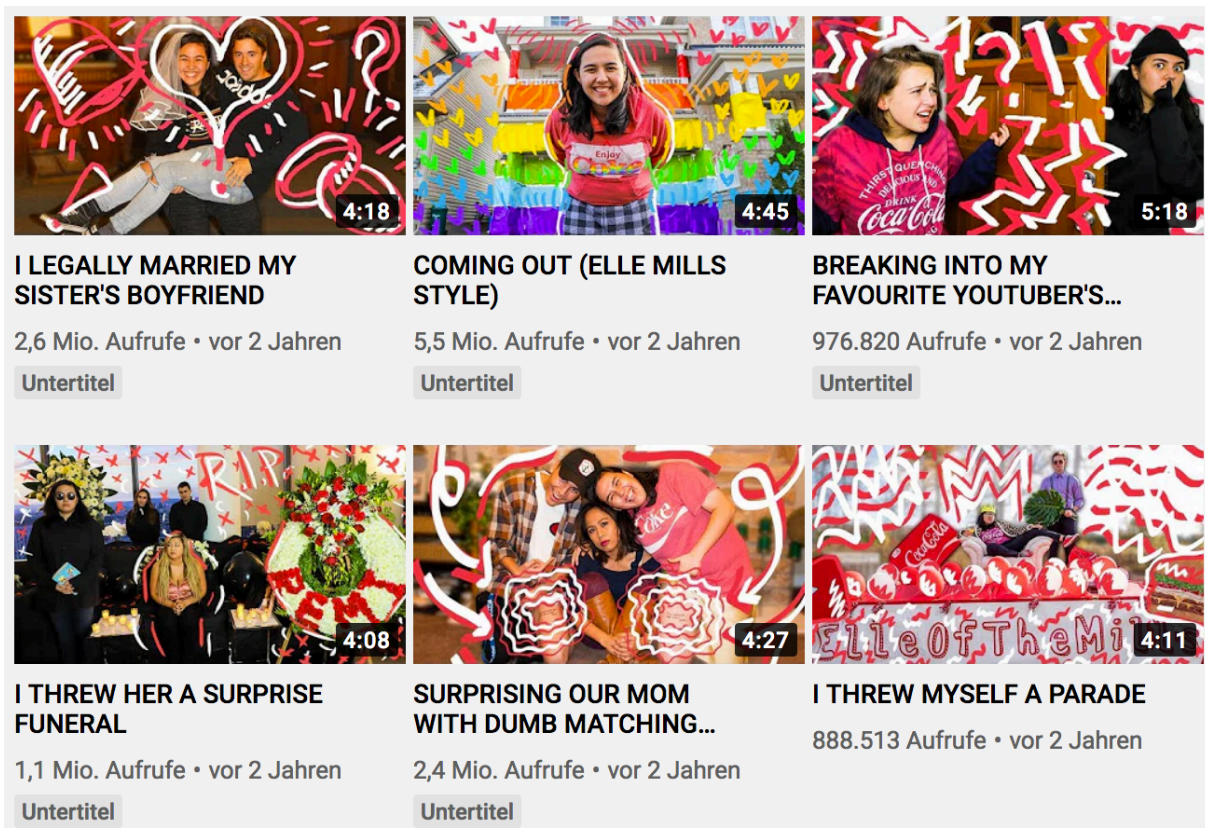 4:18
4:45
5:18
Enjoy
THIRST QUENCHING
DELICIOUS AND
DRINK
Coca-Cola
I LEGALLY MARRIED MY
SISTER'S BOYFRIEND
COMING OUT (ELLE MILLS
STYLE)
BREAKING INTO MY
FAVOURITE YOUTUBER'S...
2,6 Mio. Aufrufe • vor 2 Jahren
5,5 Mio. Aufrufe • vor 2 Jahren
976.820 Aufrufe • vor 2 Jahren
Untertitel
Untertitel
Untertitel
R.I.P.
Coke
Coca-Cola
ElleOfTheMil
4:08
4:27
4:11
I THREW HER A SURPRISE
FUNERAL
SURPRISING OUR MOM
WITH DUMB MATCHING...
I THREW MYSELF A PARADE
1,1 Mio. Aufrufe • vor 2 Jahren
2,4 Mio. Aufrufe • vor 2 Jahren
888.513 Aufrufe • vor 2 Jahren
Untertitel
Untertitel